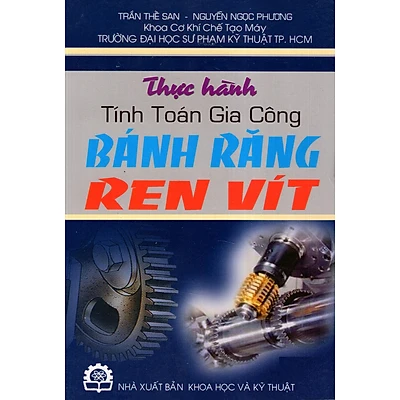 TRẦN THẾ SAN - NGUYỄN NGỌC PHƯƠNG
Khoa Cơ Khí Chế Tạo Máy
TRƯỜNG ĐẠI HỌC SƯ PHẠM KỸ THUẬT TP. HCM
Thực hành
Tính Toán Gia Công
BÁNH RĂNG
REN VÍT
NHÀ XUẤT BẢN KHOA HỌC VÀ KỸ THUẬT